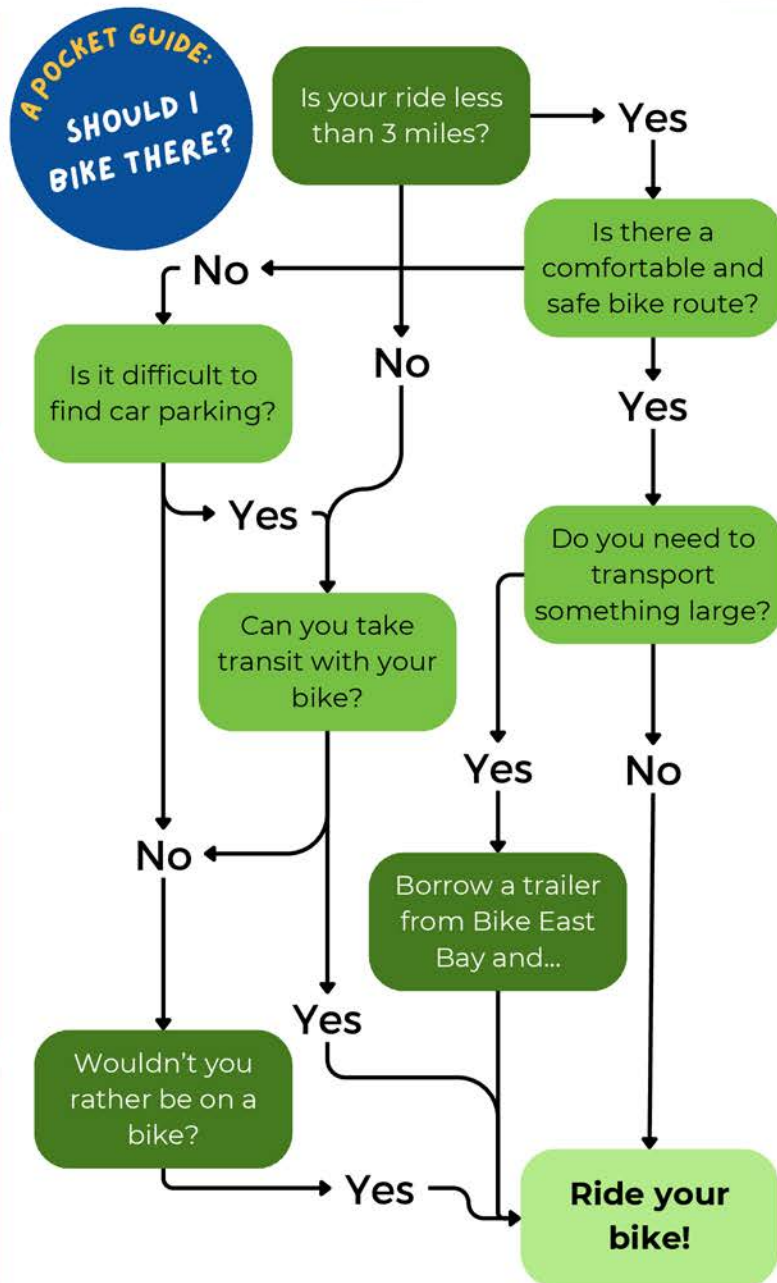 A POCKET GUIDE:
SHOULD I
BIKE THERE?
Is your ride less
than 3 miles?
Yes
Is there a
comfortable and
safe bike route?
No
Is it difficult to
find car parking?
No
Yes
Yes
Do you need to
transport
something large?
Can you take
transit with your
bike?
Yes
No
No
Borrow a trailer
from Bike East
Bay and...
Yes
Wouldn't you
rather be on a
bike?
Yes
Ride your
bike!